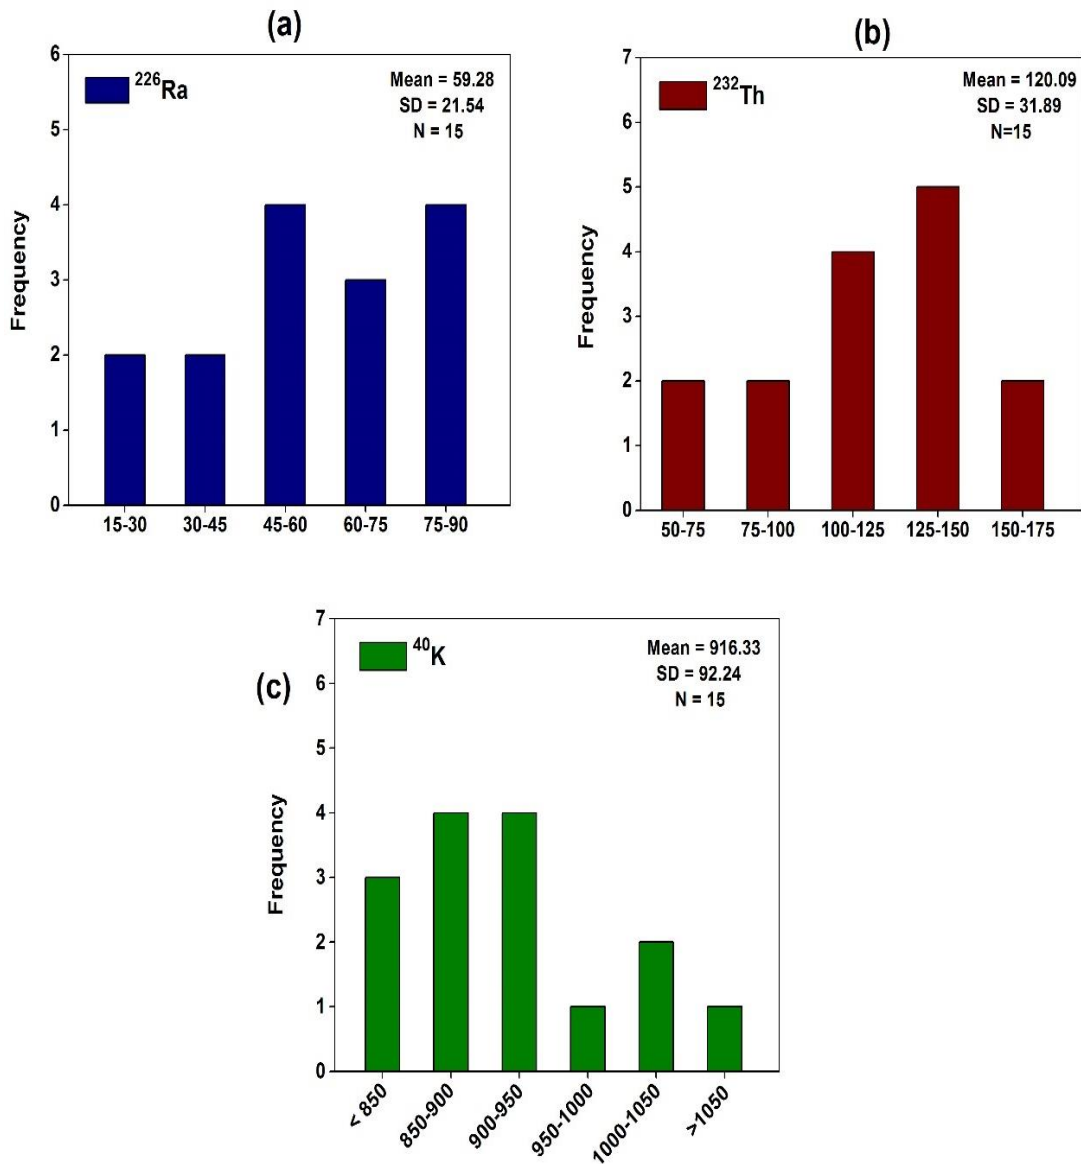 (a)
6
5
4
3
2
1
0
Frequency
²²⁶Ra
Mean = 59.28
SD = 21.54
N = 15
15-30 30-45 45-60 60-75 75-90
(b)
7
6
5
4
3
2
1
0
Frequency
²³²Th
Mean = 120.09
SD = 31.89
N=15
50-75 75-100 100-125 125-150 150-175
(c)
7
6
5
4
3
2
1
0
Frequency
⁴⁰K
Mean = 916.33
SD = 92.24
N = 15
< 850 850-900 900-950 950-1000 1000-1050 >1050